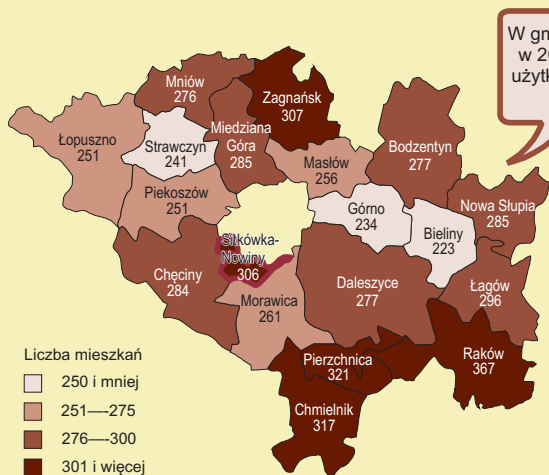 W gm
w 20
użytk
Mniów
276
Zagnańsk
307
Łopuszno
251
Strawczyn
241
Miedziana
Góra
285
Masłów
256
Bodzentyn
277
Piekoszów
251
Górno
234
Nowa Słupia
285
Bieliny
223
Sitkówka-
Nowiny
306
Chęciny
284
Morawica
261
Daleszyce
277
Łagów
296
Pierzchnica
321
Raków
367
Chmielnik
317
Liczba mieszkań
250 i mniej
251—-275
276—-300
301 i więcej